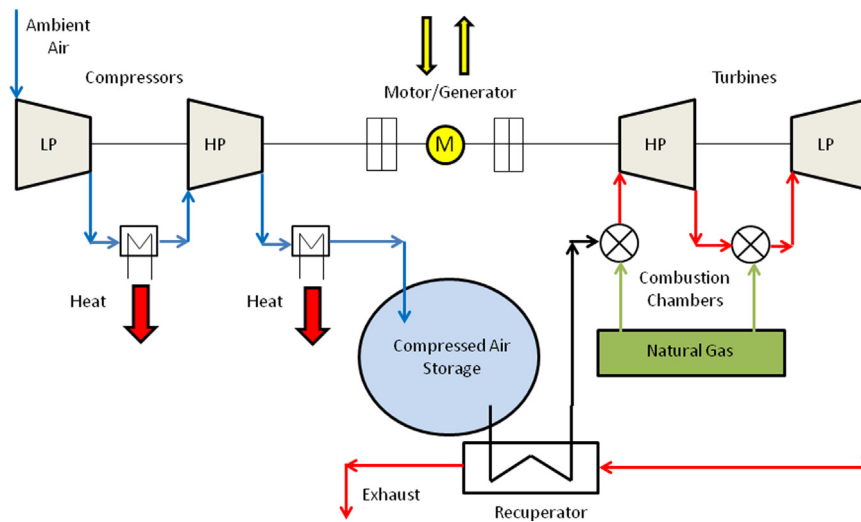 Ambient
Air
Compressors
Motor/Generator
Turbines
LP
HP
M
HP
LP
Heat
Heat
Combustion
Chambers
Compressed Air
Storage
Natural Gas
Exhaust
Recuperator